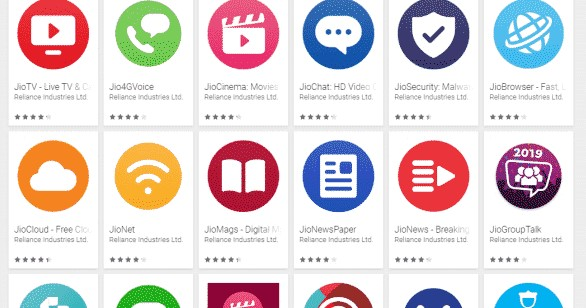 JioTV - Live TV & C
Reliance Industries Ltd.
Jio4GVoice
Reliance Industries Ltd.
JioCinema: Movies
Reliance Industries Ltd.
JioChat: HD Video C
Reliance Industries Ltd.
JioSecurity: Malwa
Reliance Industries Ltd.
JioBrowser - Fast,
Reliance Industries Ltd.
JioCloud - Free Clo
Reliance Industries Ltd.
JioNet
Reliance Industries Ltd.
JioMags - Digital M
Reliance Industries Ltd.
JioNewsPaper
Reliance Industries Ltd.
JioNews - Breaking
Reliance Industries Ltd.
2019
JioGroupTalk
Reliance Industries Ltd.